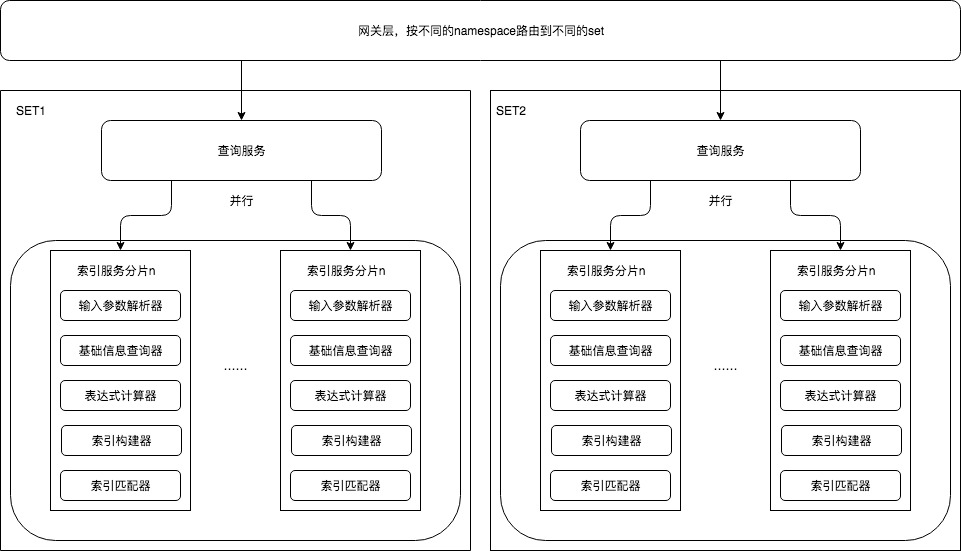 网关层，按不同的namespace路由到不同的set
SET1
查询服务
并行
索引服务分片n
输入参数解析器
基础信息查询器
表达式计算器
索引构建器
索引匹配器
......
索引服务分片n
输入参数解析器
基础信息查询器
表达式计算器
索引构建器
索引匹配器
SET2
查询服务
并行
索引服务分片n
输入参数解析器
基础信息查询器
表达式计算器
索引构建器
索引匹配器
......
索引服务分片n
输入参数解析器
基础信息查询器
表达式计算器
索引构建器
索引匹配器